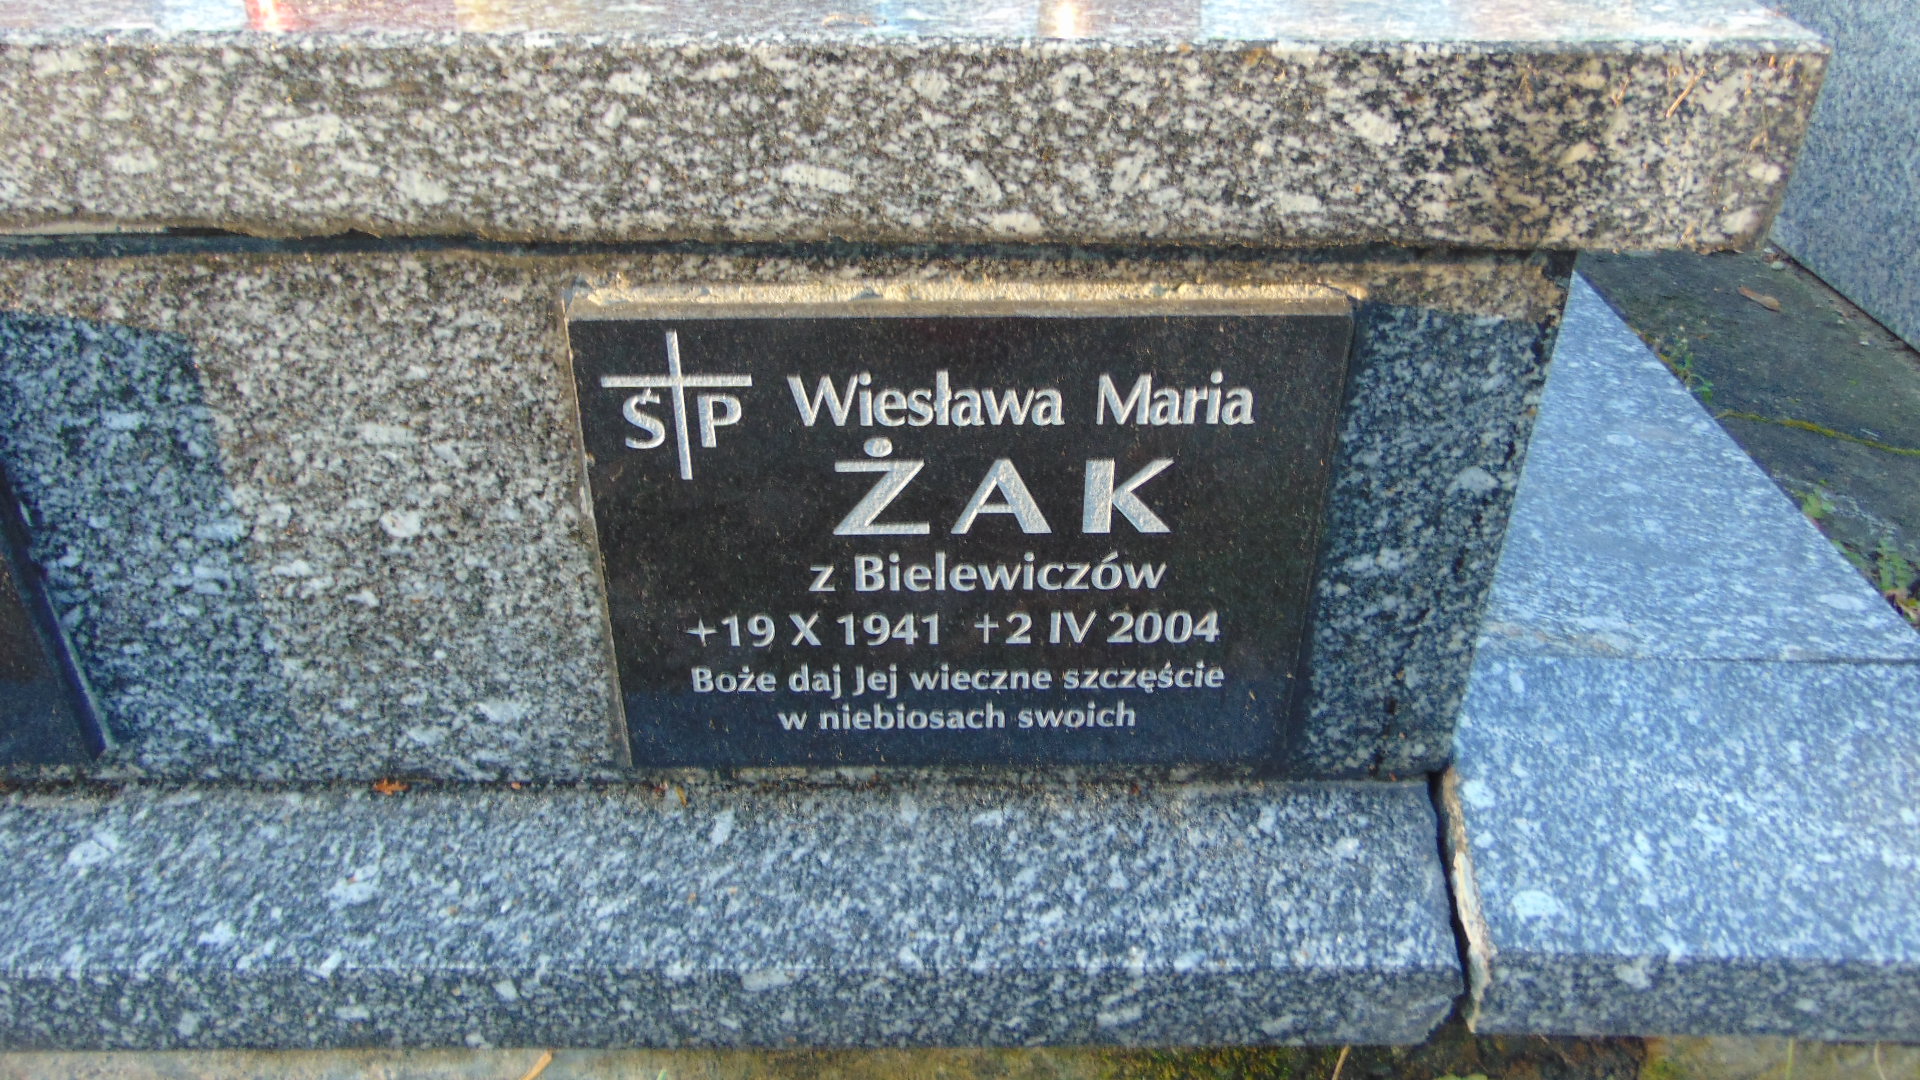 ŚP Wiesława Maria
ŻAK
z Bielewiczów
+19 X 1941 +2 IV 2004
Boże daj Jej wieczne szczęście
w niebiosach swoich